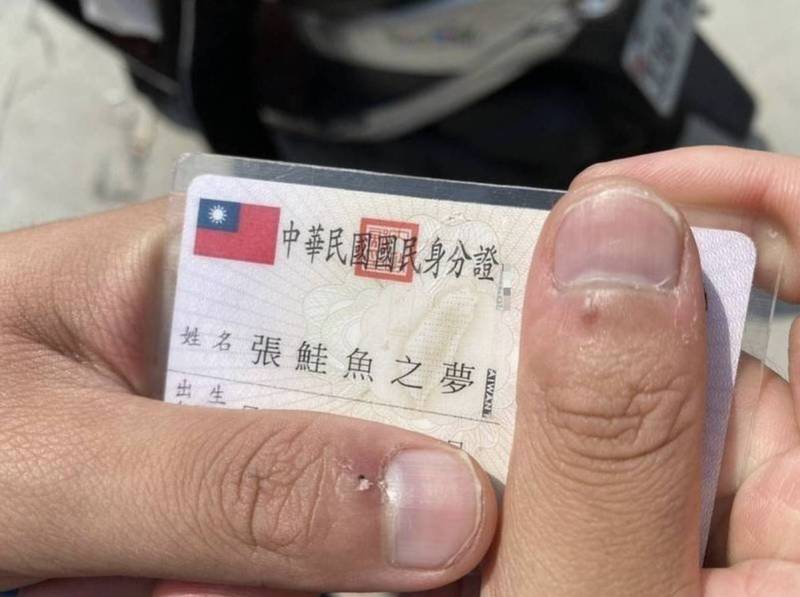 中華民國國民身分證
姓名 張鮭魚之夢
出生